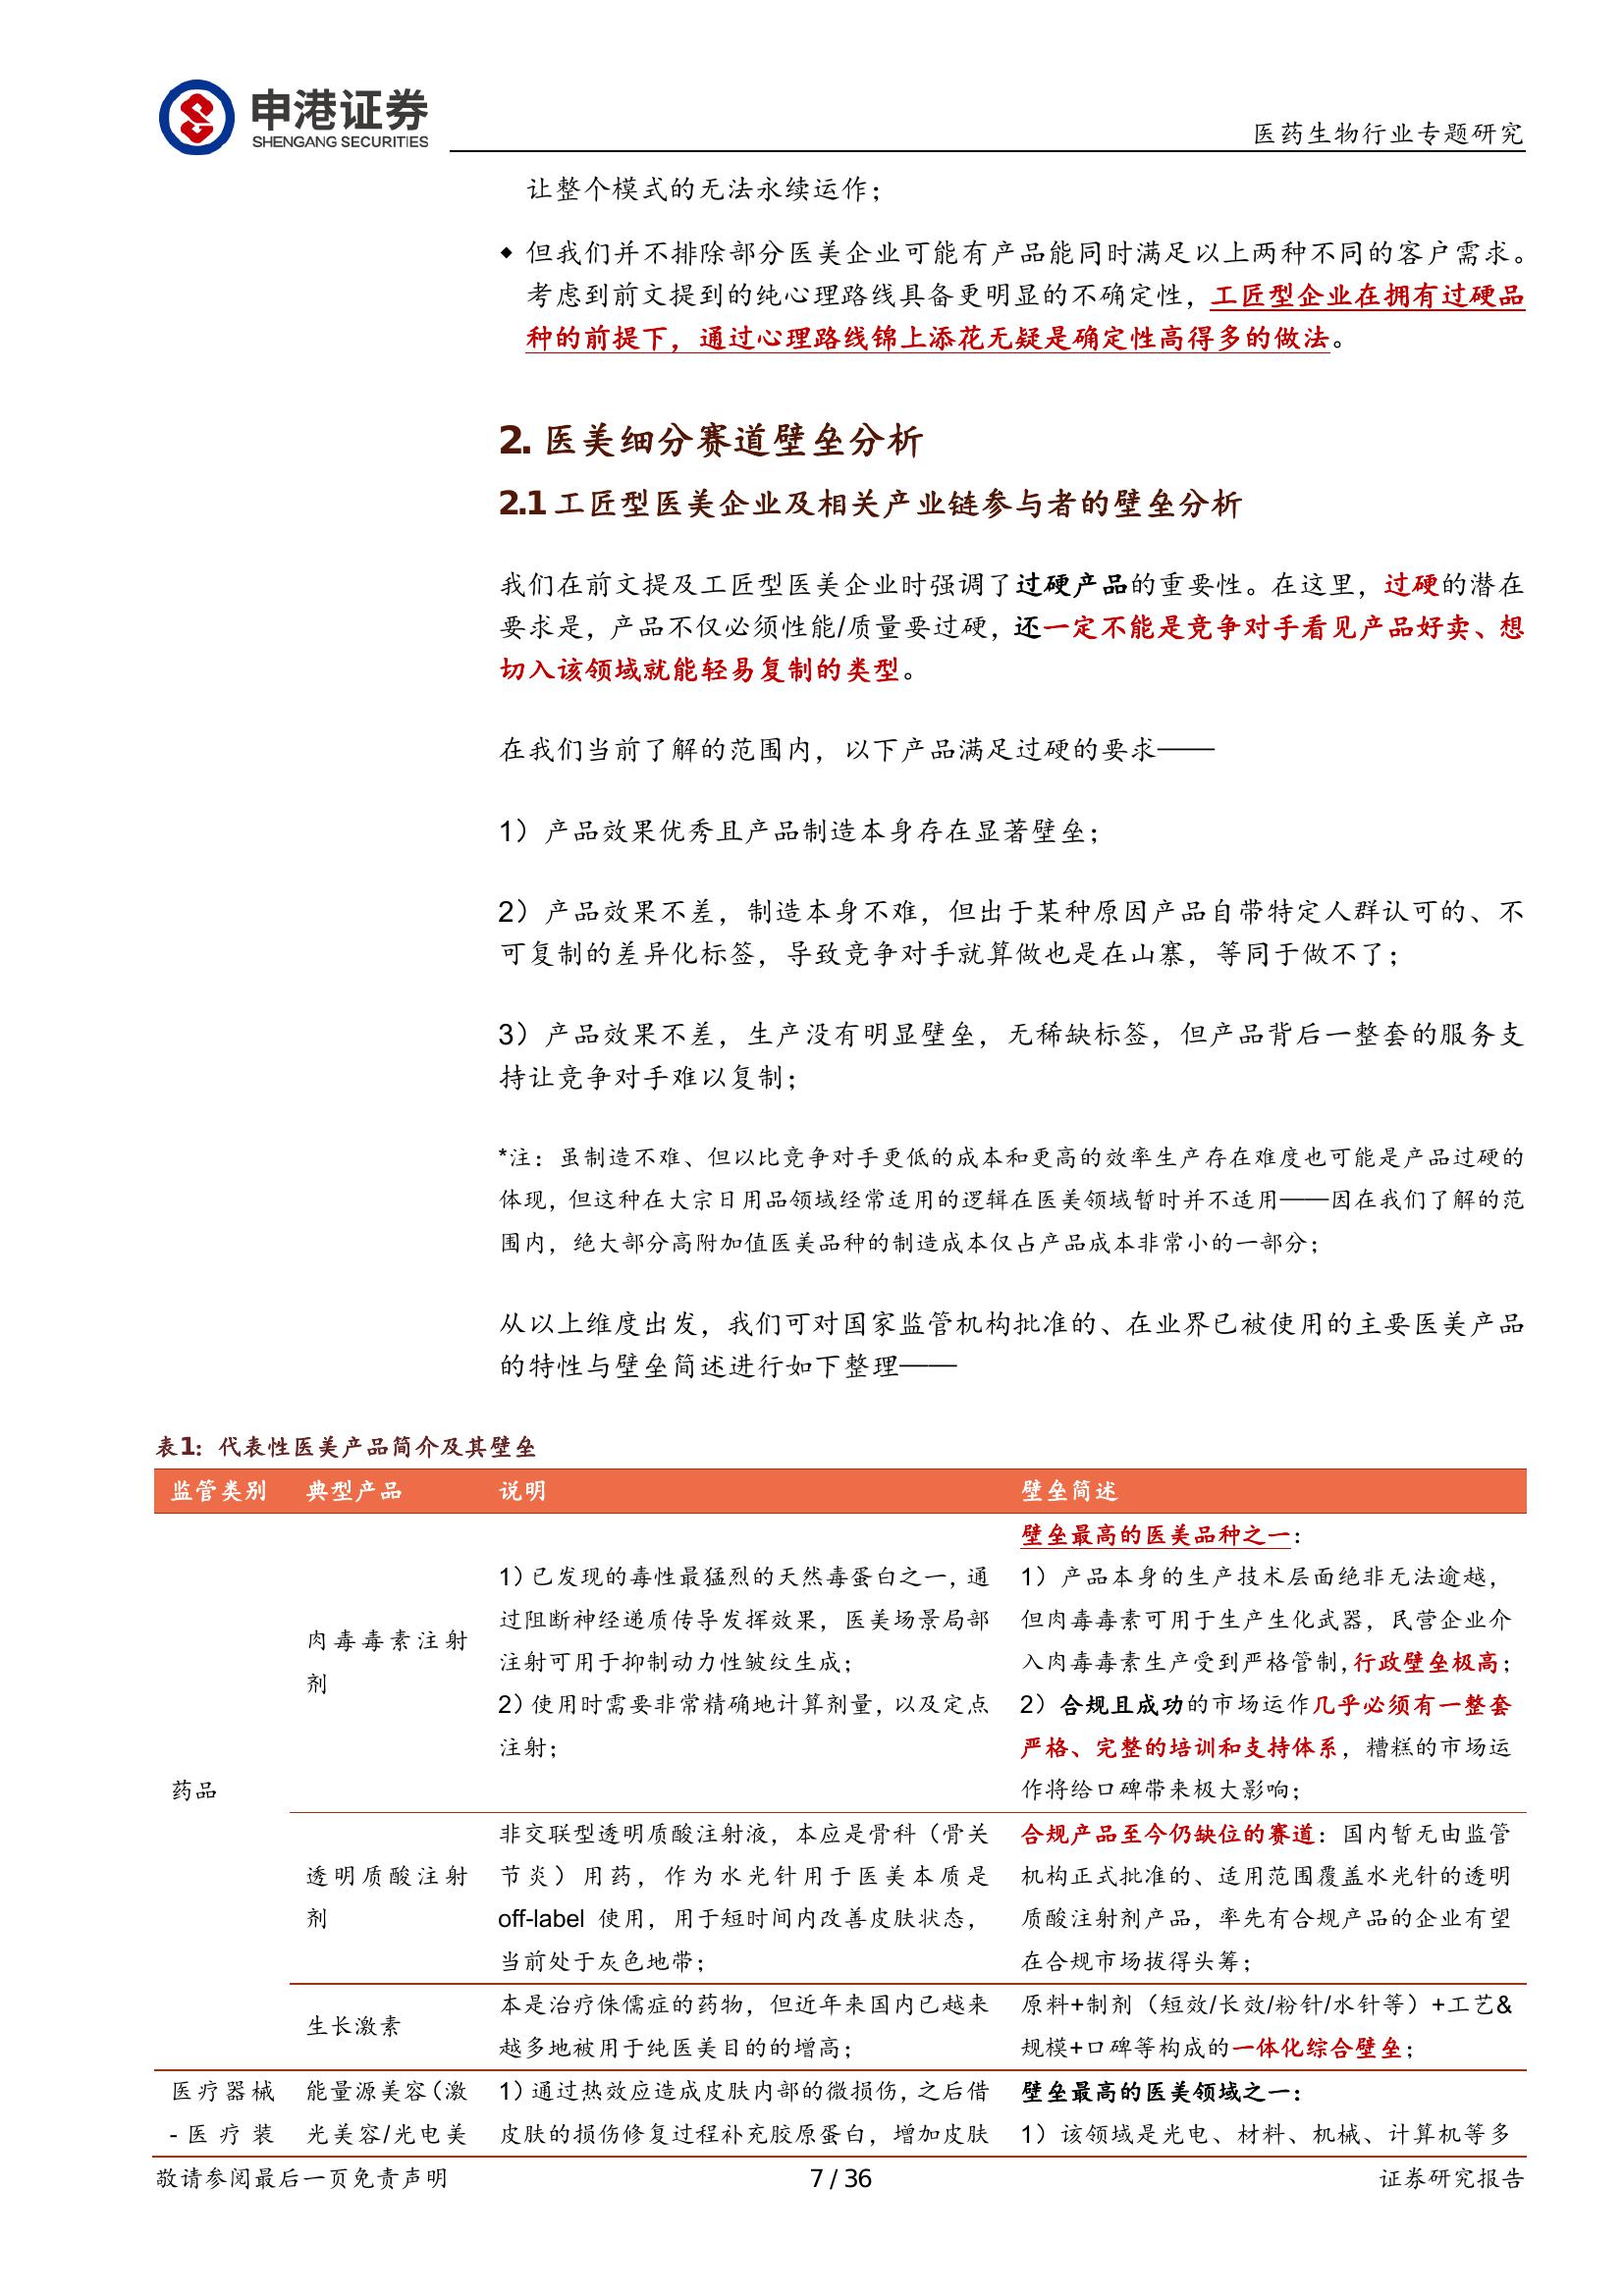 申港证券
SHENGANG SECURITIES
医药生物行业专题研究
让整个模式的无法永续运作；
◆ 但我们并不排除部分医美企业可能有产品能同时满足以上两种不同的客户需求。
考虑到前文提到的纯心理路线具备更明显的不确定性，工匠型企业在拥有过硬品
种的前提下，通过心理路线锦上添花无疑是确定性高得多的做法。
2. 医美细分赛道壁垒分析
2.1 工匠型医美企业及相关产业链参与者的壁垒分析
我们在前文提及工匠型医美企业时强调了过硬产品的重要性。在这里，过硬的潜在
要求是，产品不仅必须性能/质量要过硬，还一定不能是竞争对手看见产品好卖、想
切入该领域就能轻易复制的类型。
在我们当前了解的范围内，以下产品满足过硬的要求——
1）产品效果优秀且产品制造本身存在显著壁垒；
2）产品效果不差，制造本身不难，但出于某种原因产品自带特定人群认可的、不
可复制的差异化标签，导致竞争对手就算做也是在山寨，等同于做不了；
3）产品效果不差，生产没有明显壁垒，无稀缺标签，但产品背后一整套的服务支
持让竞争对手难以复制；
*注：虽制造不难、但以比竞争对手更低的成本和更高的效率生产存在难度也可能是产品过硬的
体现，但这种在大宗日用品领域经常适用的逻辑在医美领域暂时并不适用——因在我们了解的范
围内，绝大部分高附加值医美品种的制造成本仅占产品成本非常小的一部分；
从以上维度出发，我们可对国家监管机构批准的、在业界已被使用的主要医美产品
的特性与壁垒简述进行如下整理——
表1：代表性医美产品简介及其壁垒
监管类别 典型产品 说明 壁垒简述
药品
肉毒毒素注射
剂
1）已发现的毒性最猛烈的天然毒蛋白之一，通
过阻断神经递质传导发挥效果，医美场景局部
注射可用于抑制动力性皱纹生成；
2）使用时需要非常精确地计算剂量，以及定点
注射；
壁垒最高的医美品种之一：
1）产品本身的生产技术层面绝非无法逾越，
但肉毒毒素可用于生产生化武器，民营企业介
入肉毒毒素生产受到严格管制，行政壁垒极高；
2）合规且成功的市场运作几乎必须有一整套
严格、完整的培训和支持体系，糟糕的市场运
作将给口碑带来极大影响；
透明质酸注射
剂
非交联型透明质酸注射液，本应是骨科（骨关
节炎）用药，作为水光针用于医美本质是
off-label 使用，用于短时间内改善皮肤状态，
当前处于灰色地带；
合规产品至今仍缺位的赛道：国内暂无由监管
机构正式批准的、适用范围覆盖水光针的透明
质酸注射剂产品，率先有合规产品的企业有望
在合规市场拔得头筹；
生长激素
本是治疗侏儒症的药物，但近年来国内已越来
越多地被用于纯医美目的的增高；
原料+制剂（短效/长效/粉针/水针等）+工艺&
规模+口碑等构成的一体化综合壁垒；
医疗器械
-医疗装
能量源美容（激
光美容/光电美
1）通过热效应造成皮肤内部的微损伤，之后借
皮肤的损伤修复过程补充胶原蛋白，增加皮肤
壁垒最高的医美领域之一：
1）该领域是光电、材料、机械、计算机等多
敬请参阅最后一页免责声明
7 / 36
证券研究报告